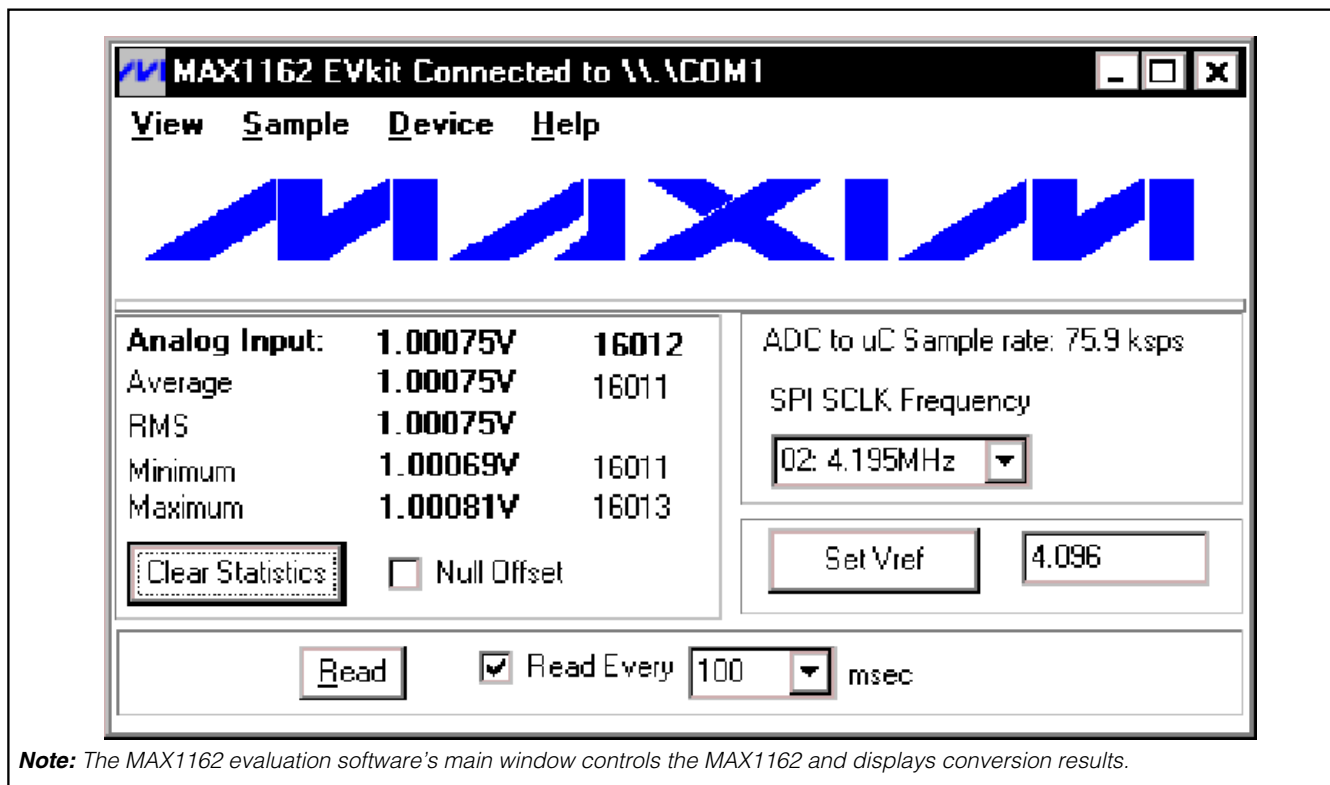 MAX1162 EVkit Connected to \\.\COM1
View Sample Device Help
MAXIM
Analog Input: 1.00075V 16012
Average 1.00075V 16011
RMS 1.00075V
Minimum 1.00069V 16011
Maximum 1.00081V 16013
Clear Statistics Null Offset
ADC to uC Sample rate: 75.9 ksps
SPI SCLK Frequency
02: 4.195MHz
Set Vref 4.096
Read Read Every 100 msec
Note: The MAX1162 evaluation software’s main window controls the MAX1162 and displays conversion results.